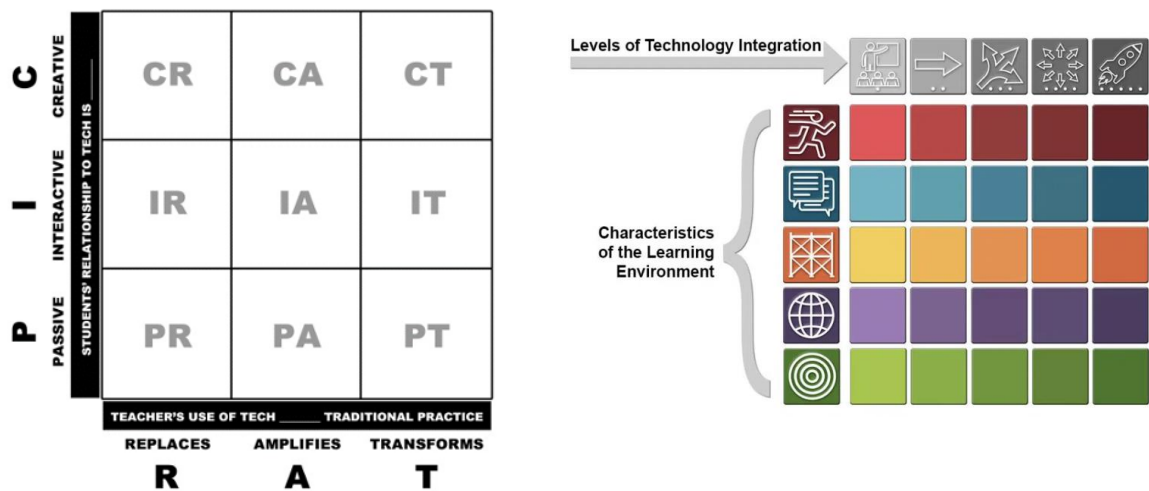 C
CREATIVE
I
INTERACTIVE
P
PASSIVE
STUDENTS' RELATIONSHIP TO TECH IS ______
CR CA CT
IR IA IT
PR PA PT
TEACHER'S USE OF TECH ______ TRADITIONAL PRACTICE
REPLACES AMPLIFIES TRANSFORMS
R A T
Levels of Technology Integration
Characteristics
of the Learning
Environment